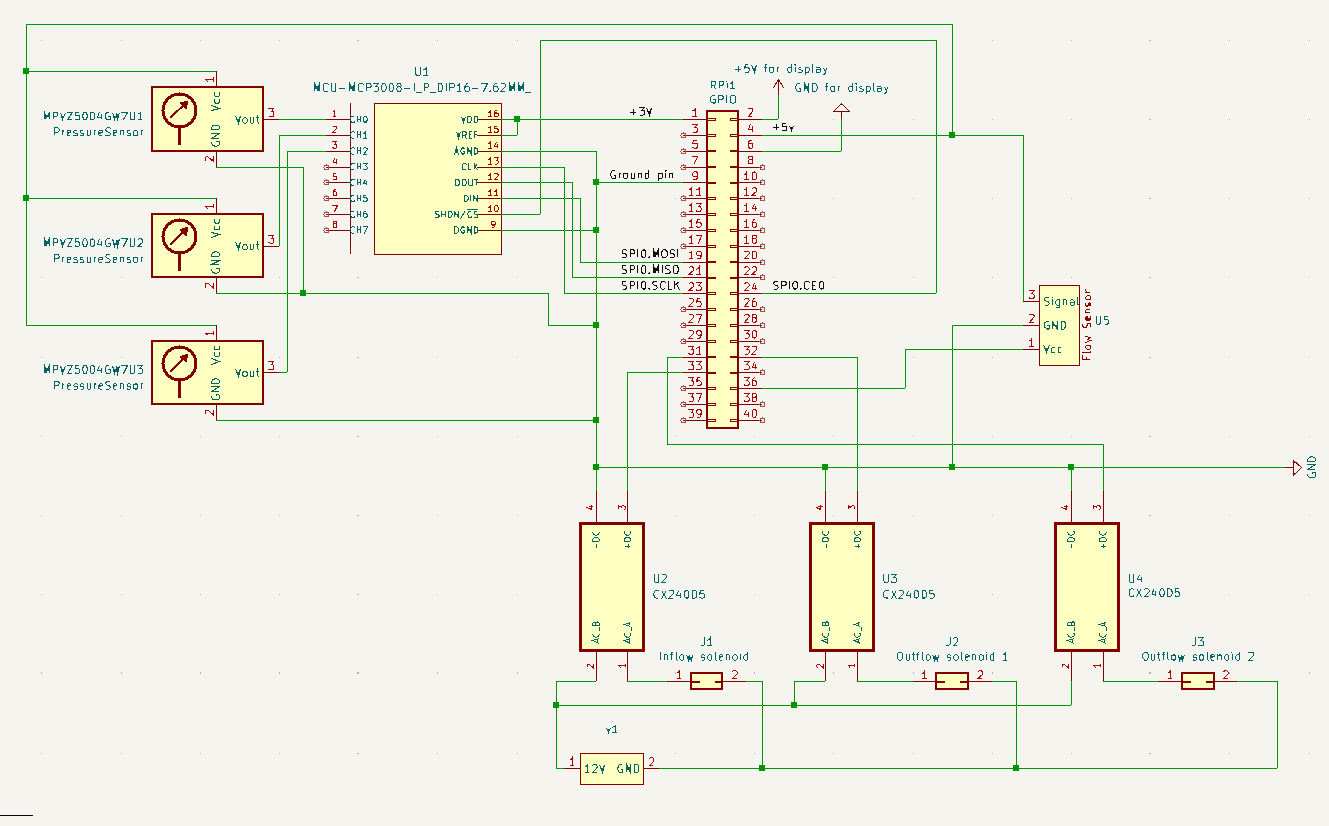 U1
MCU-MCP3008-I_P_DIP16-7.62MM_
+5V for display
GND for display
RPi1
GPIO
MPVZ5004GW7U1
PressureSensor
1
Vcc
GND
Vout
3
2
MPVZ5004GW7U2
PressureSensor
1
Vcc
GND
Vout
3
2
MPVZ5004GW7U3
PressureSensor
1
Vcc
GND
Vout
3
2
1 CH0
2 CH1
3 CH2
4 CH3
5 CH4
6 CH5
7 CH6
8 CH7
VDD 16
VREF 15
AGND 14
CLK 13
DOUT 12
DIN 11
SHDN/CS 10
DGND 9
+3V
+5v
Ground pin
SPI0.MOSI
SPI0.MISO
SPI0.SCLK
SPI0.CE0
1 2
3 4
5 6
7 8
9 10
11 12
13 14
15 16
17 18
19 20
21 22
23 24
25 26
27 28
29 30
31 32
33 34
35 36
37 38
39 40
3 Signal
2 GND
1 Vcc
Flow Sensor
U5
GND
4 3
-DC +DC
U2
CX240D5
AC_B AC_A
2 1
4 3
-DC +DC
U3
CX240D5
AC_B AC_A
2 1
4 3
-DC +DC
U4
CX240D5
AC_B AC_A
2 1
J1
Inflow solenoid
1 2
J2
Outflow solenoid 1
1 2
J3
Outflow solenoid 2
1 2
v1
1 12V GND 2